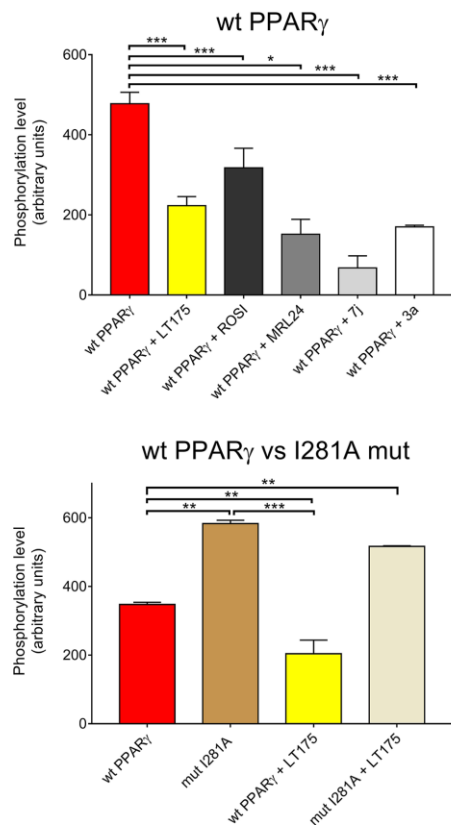 wt PPARγ
***
***
*
***
***
600
400
200
0
Phosphorylation level
(arbitrary units)
wt PPARγ
wt PPARγ + LT175
wt PPARγ + ROSI
wt PPARγ + MRL24
wt PPARγ + 7j
wt PPARγ + 3a
wt PPARγ vs I281A mut
**
**
** ***
600
400
200
0
Phosphorylation level
(arbitrary units)
wt PPARγ
mut I281A
wt PPARγ + LT175
mut I281A + LT175